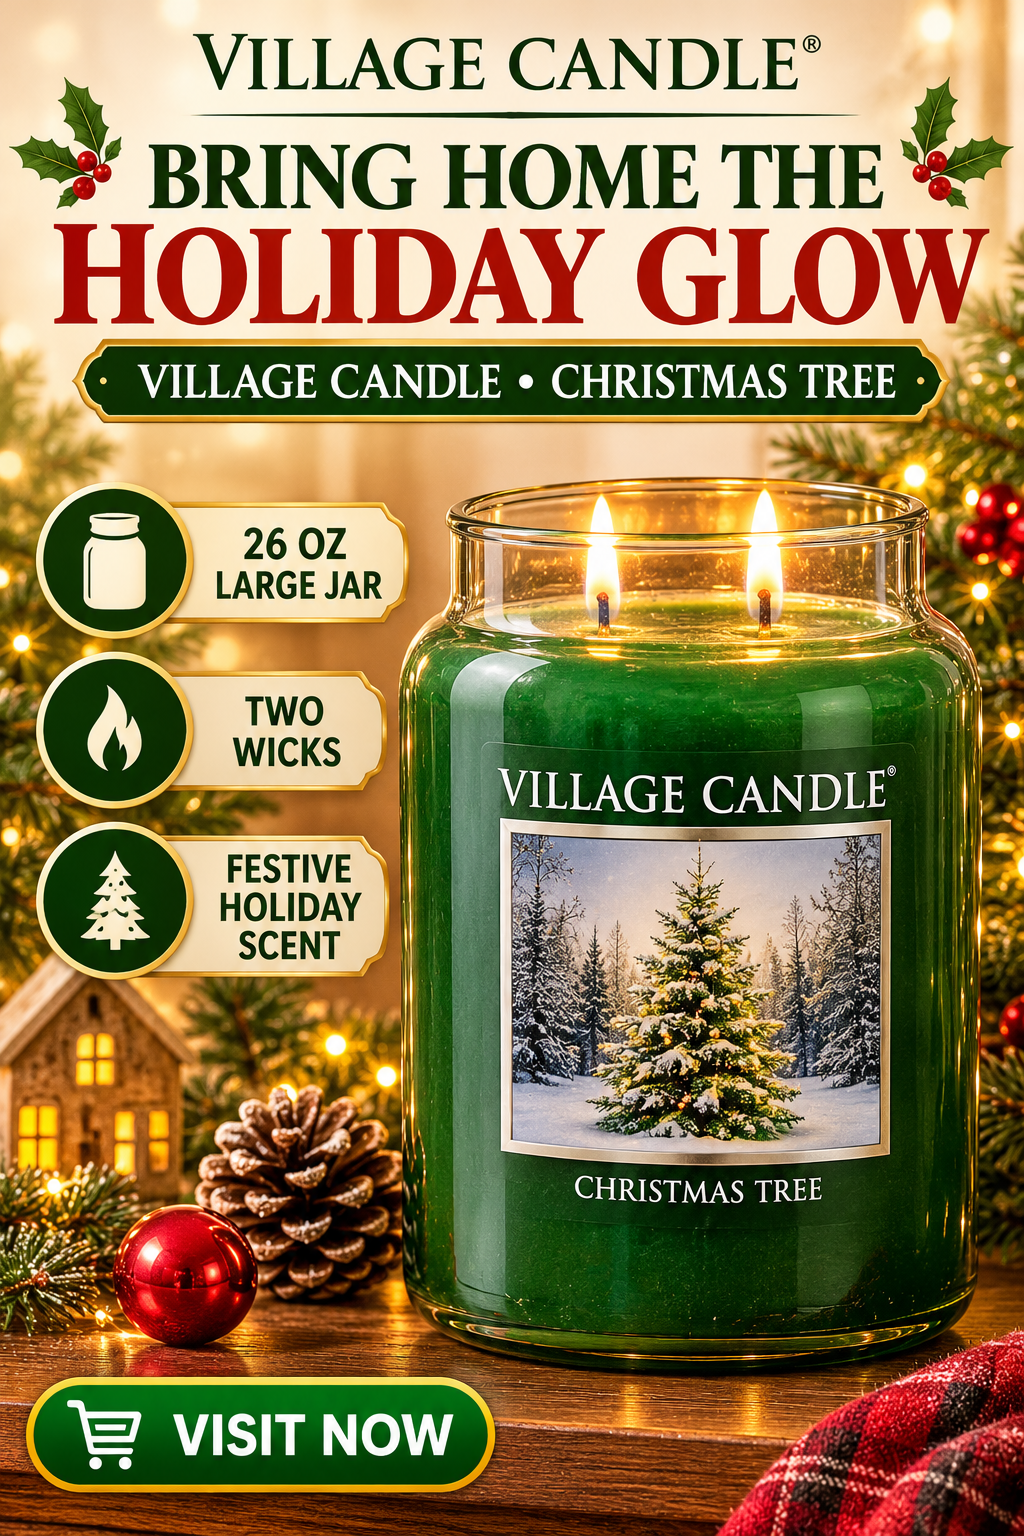 VILLAGE CANDLE®
BRING HOME THE
HOLIDAY GLOW
VILLAGE CANDLE • CHRISTMAS TREE
26 OZ
LARGE JAR
TWO
WICKS
FESTIVE
HOLIDAY
SCENT
VILLAGE CANDLE®
CHRISTMAS TREE
VISIT NOW